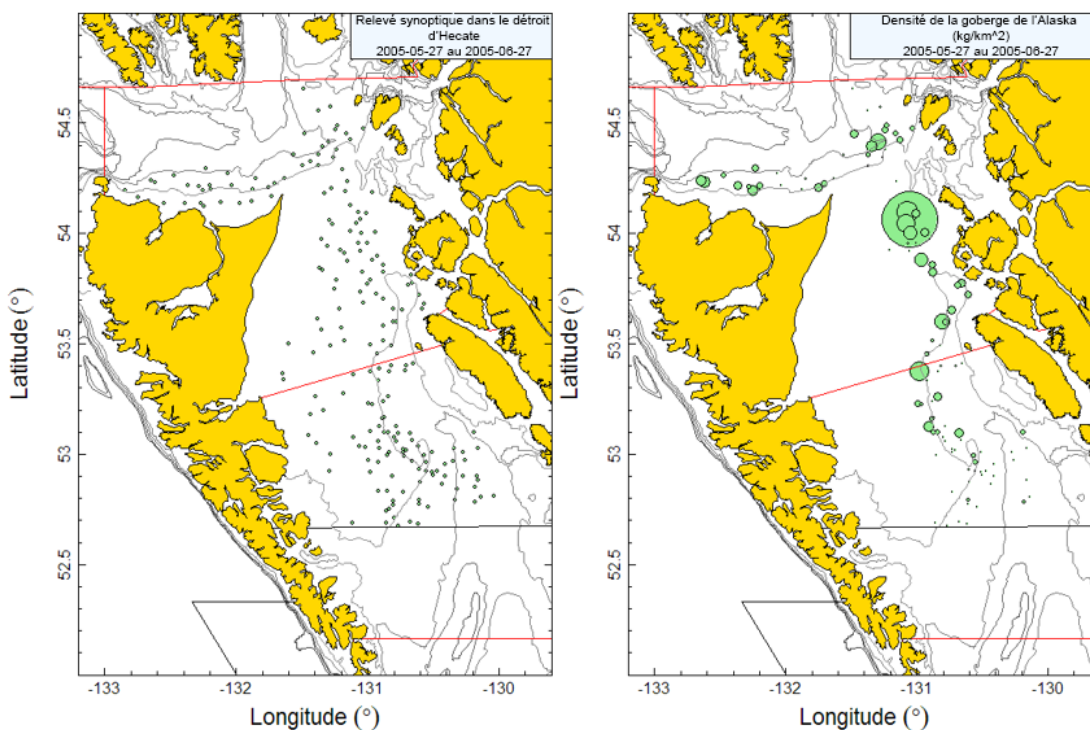 Relevé synoptique dans le détroit
d'Hecate
2005-05-27 au 2005-06-27
54.5
54
53.5
53
52.5
Latitude (°)
-133
-132
-131
-130
Longitude (°)
Densité de la goberge de l'Alaska
(kg/km^2)
2005-05-27 au 2005-06-27
54.5
54
53.5
53
52.5
Latitude (°)
-133
-132
-131
-130
Longitude (°)